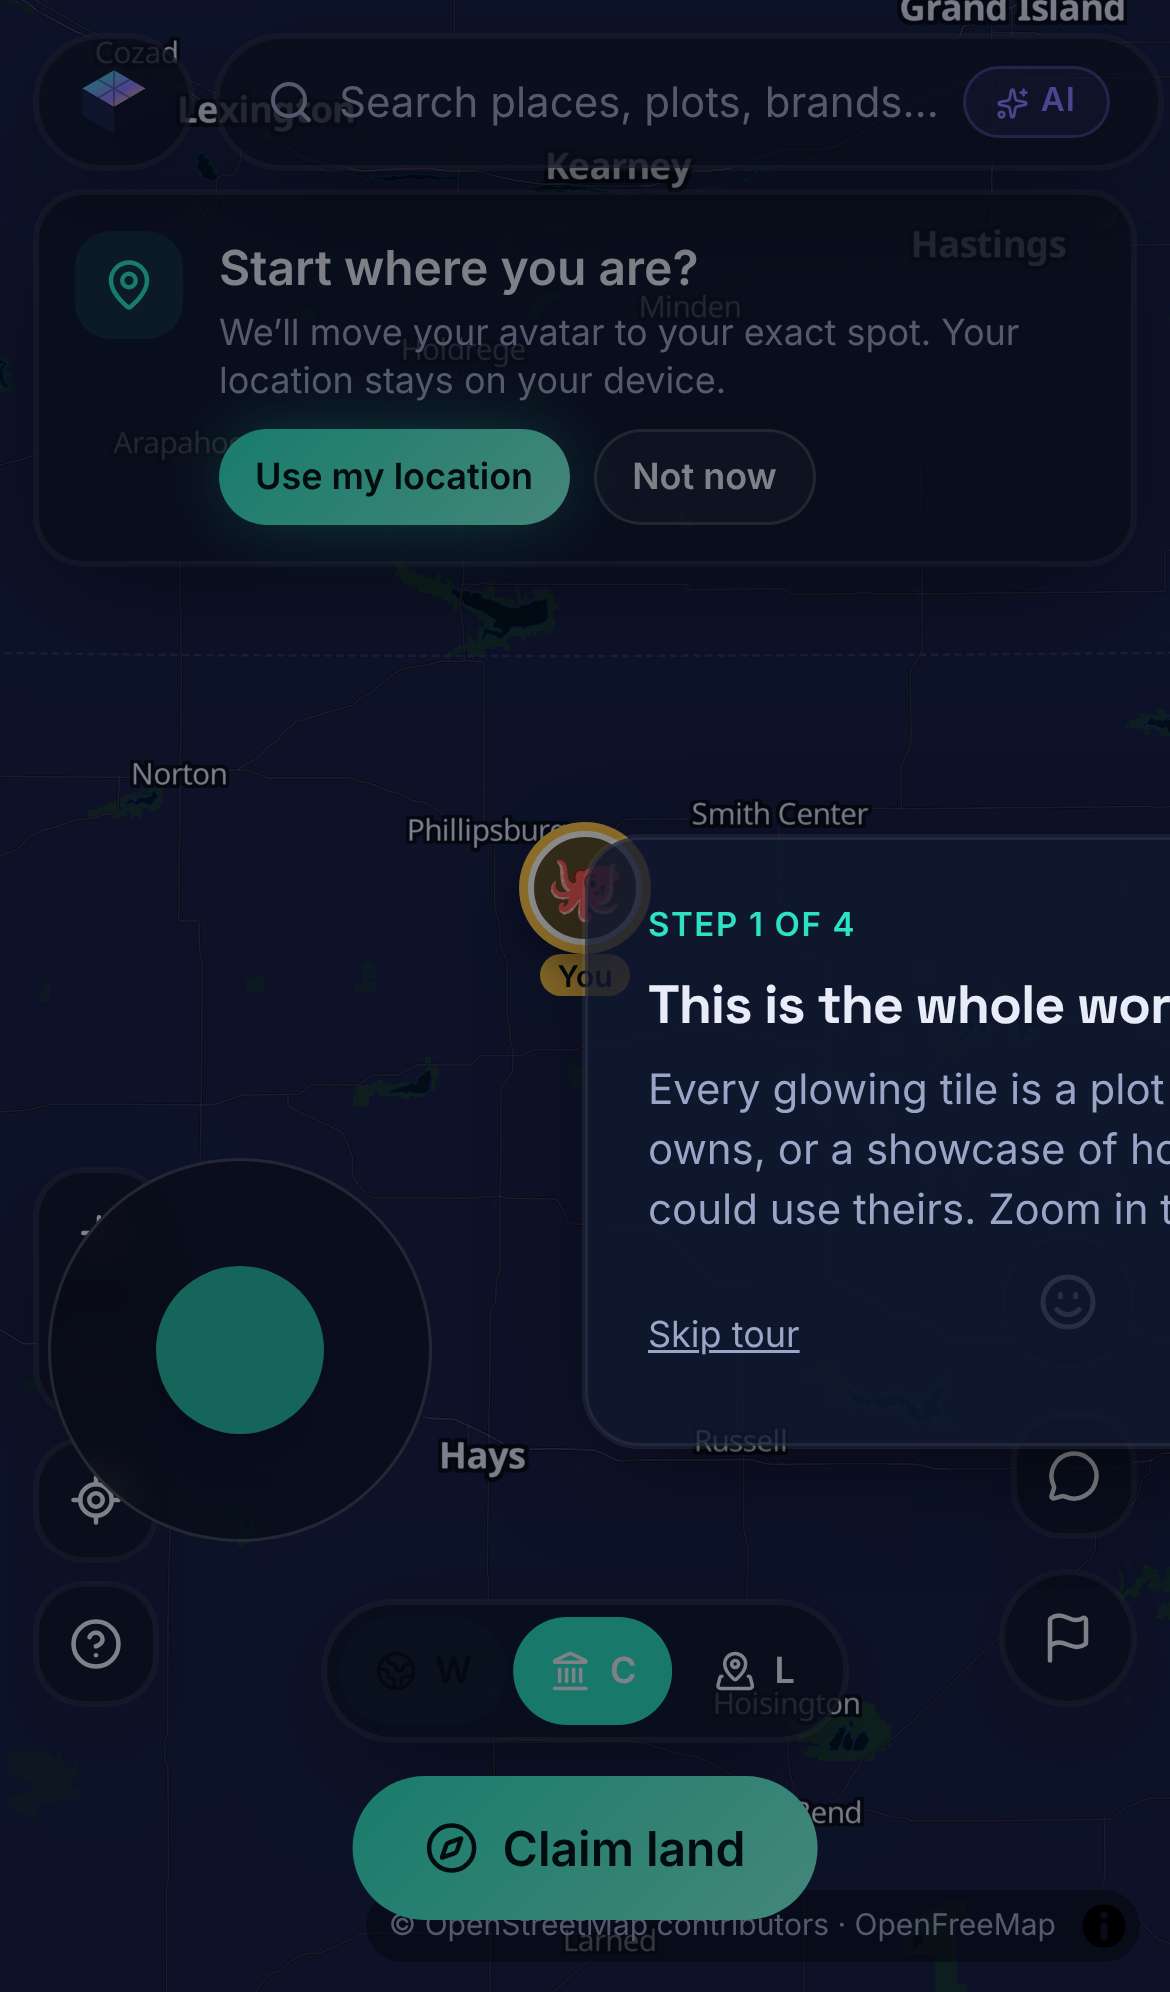 Grand Island
Cozad
Lexington
Search places, plots, brands...
AI
Kearney
Hastings
Start where you are?
Minden
We'll move your avatar to your exact spot. Your
Holdrege
location stays on your device.
Use my location
Not now
Norton
Smith Center
You
STEP 1 OF 4
This is the whole
Every glowing tile is a plot
owns, or a showcase of
could use theirs. Zoom in
Skip tour
Russell
Hays
W
C
L
Hoisington
Claim land
© OpenStreetMap contributors · OpenFreeMap
Larned